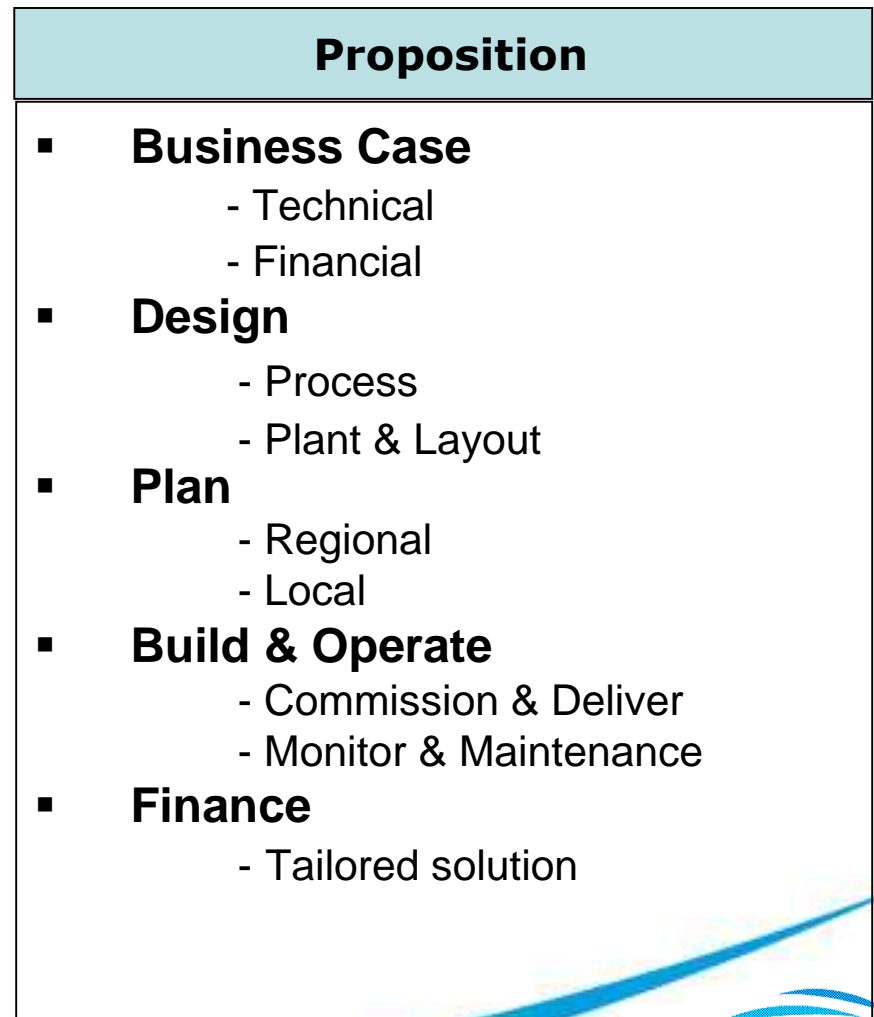 Proposition
▪ Business Case
- Technical
- Financial
▪ Design
- Process
- Plant & Layout
▪ Plan
- Regional
- Local
▪ Build & Operate
- Commission & Deliver
- Monitor & Maintenance
▪ Finance
- Tailored solution